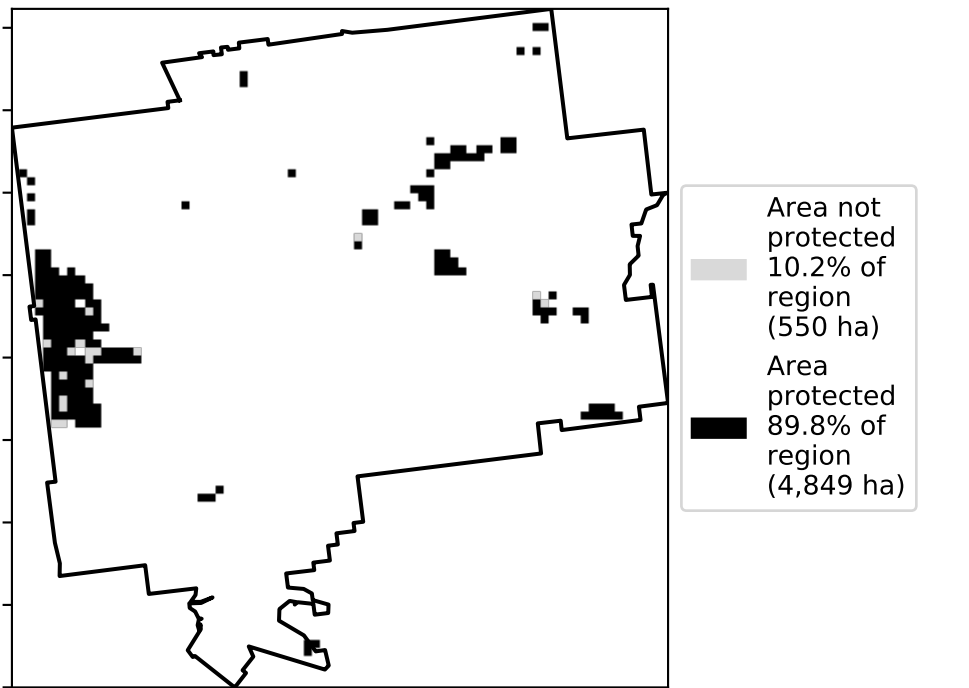 Area not
protected
10.2% of
region
(550 ha)
Area
protected
89.8% of
region
(4,849 ha)